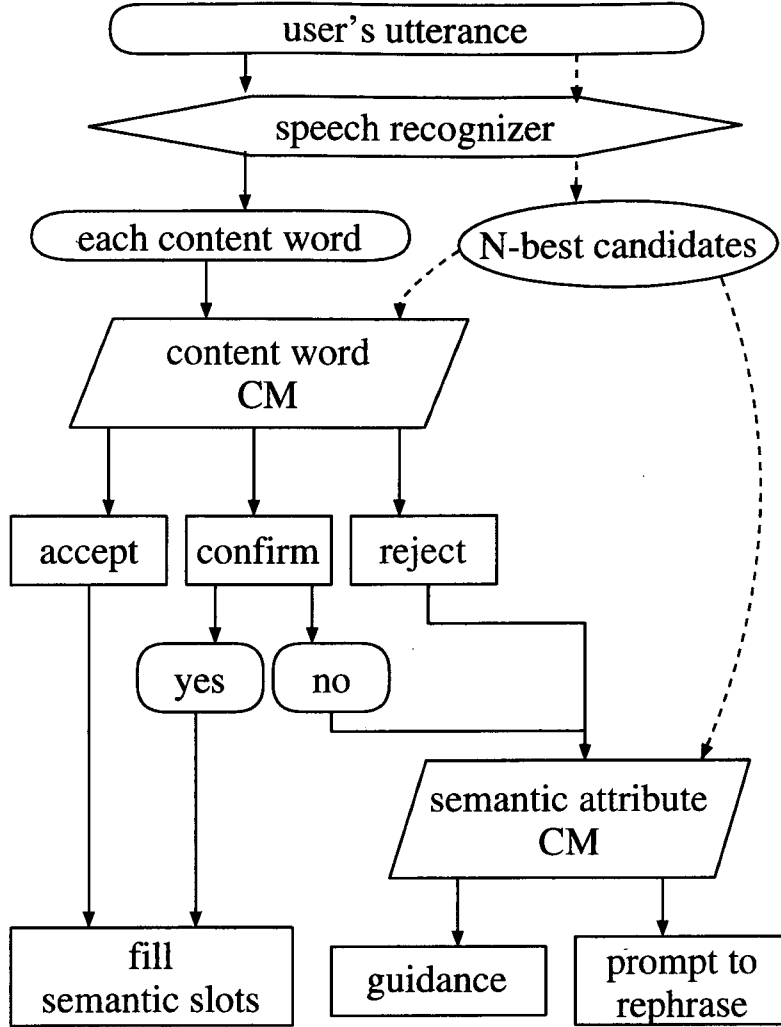 user's utterance
speech recognizer
each content word
N-best candidates
content word
CM
accept
confirm
reject
yes
no
semantic attribute
CM
fill
semantic slots
guidance
prompt to
rephrase